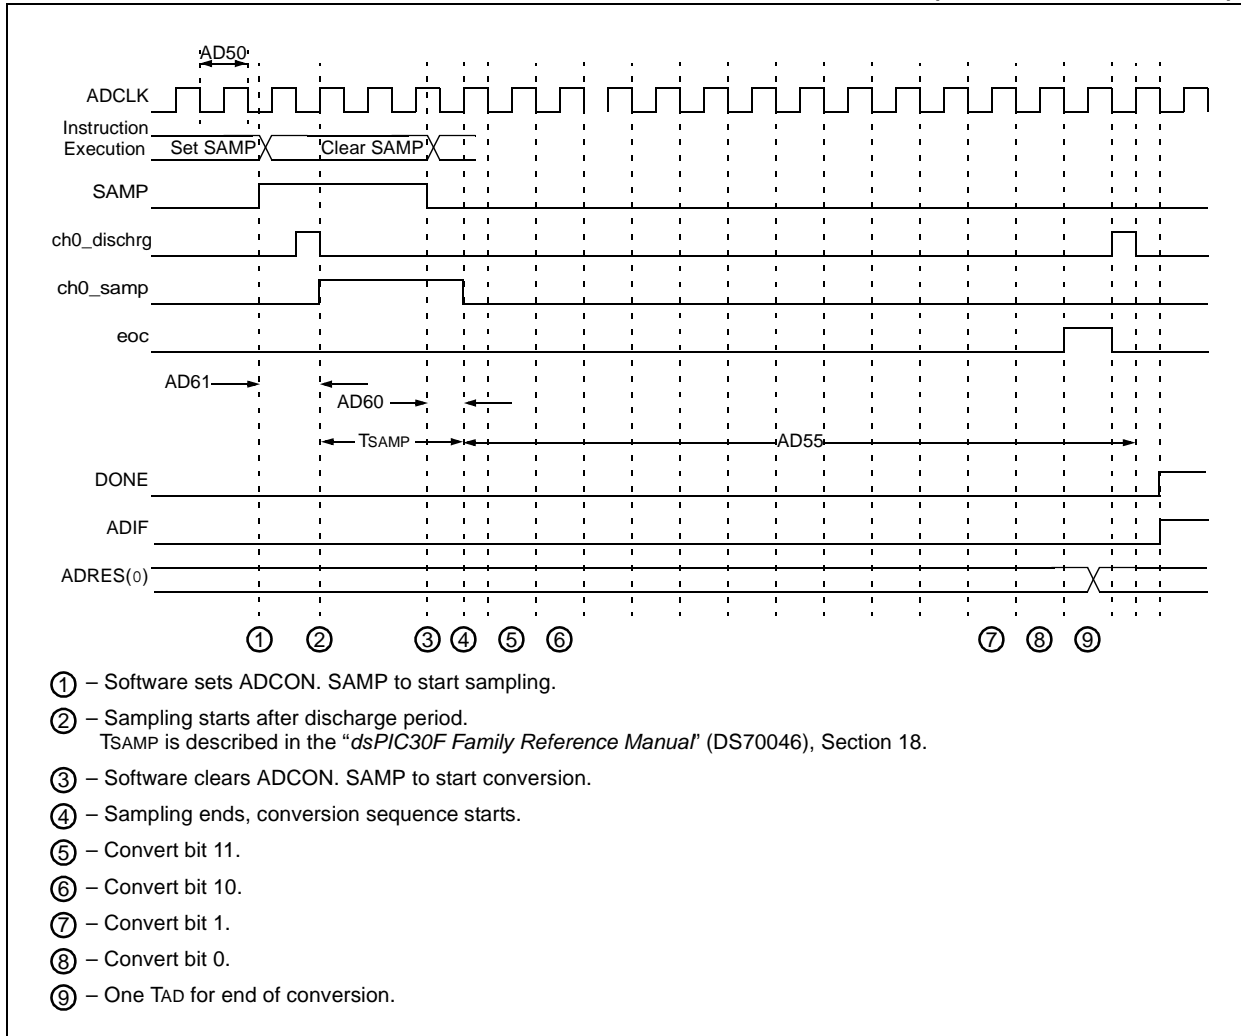 AD50
ADCLK
Instruction
Execution
Set SAMP
Clear SAMP
SAMP
ch0_dischrg
ch0_samp
eoc
AD61
AD60
TSAMP
AD55
DONE
ADIF
ADRES(0)
1 2 3 4 5 6 7 8 9
1 – Software sets ADCON. SAMP to start sampling.
2 – Sampling starts after discharge period.
TSAMP is described in the “dsPIC30F Family Reference Manual” (DS70046), Section 18.
3 – Software clears ADCON. SAMP to start conversion.
4 – Sampling ends, conversion sequence starts.
5 – Convert bit 11.
6 – Convert bit 10.
7 – Convert bit 1.
8 – Convert bit 0.
9 – One TAD for end of conversion.